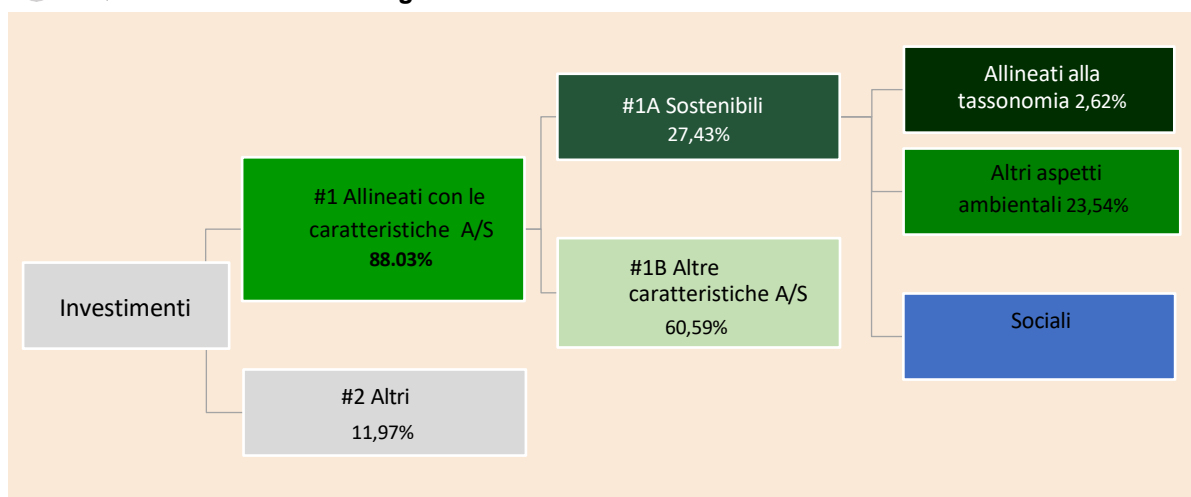 Allineati alla
tassonomia 2,62%
#1A Sostenibili
27,43%
Altri aspetti
ambientali 23,54%
#1 Allineati con le
caratteristiche A/S
88.03%
#1B Altre
caratteristiche A/S
60,59%
Investimenti
Sociali
#2 Altri
11,97%